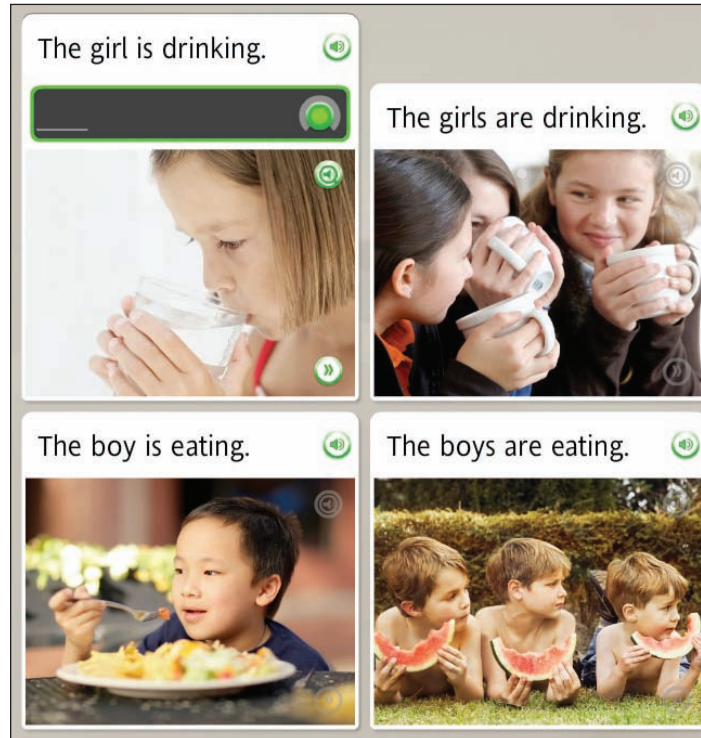 The girl is drinking.
The girls are drinking.
The boy is eating.
The boys are eating.